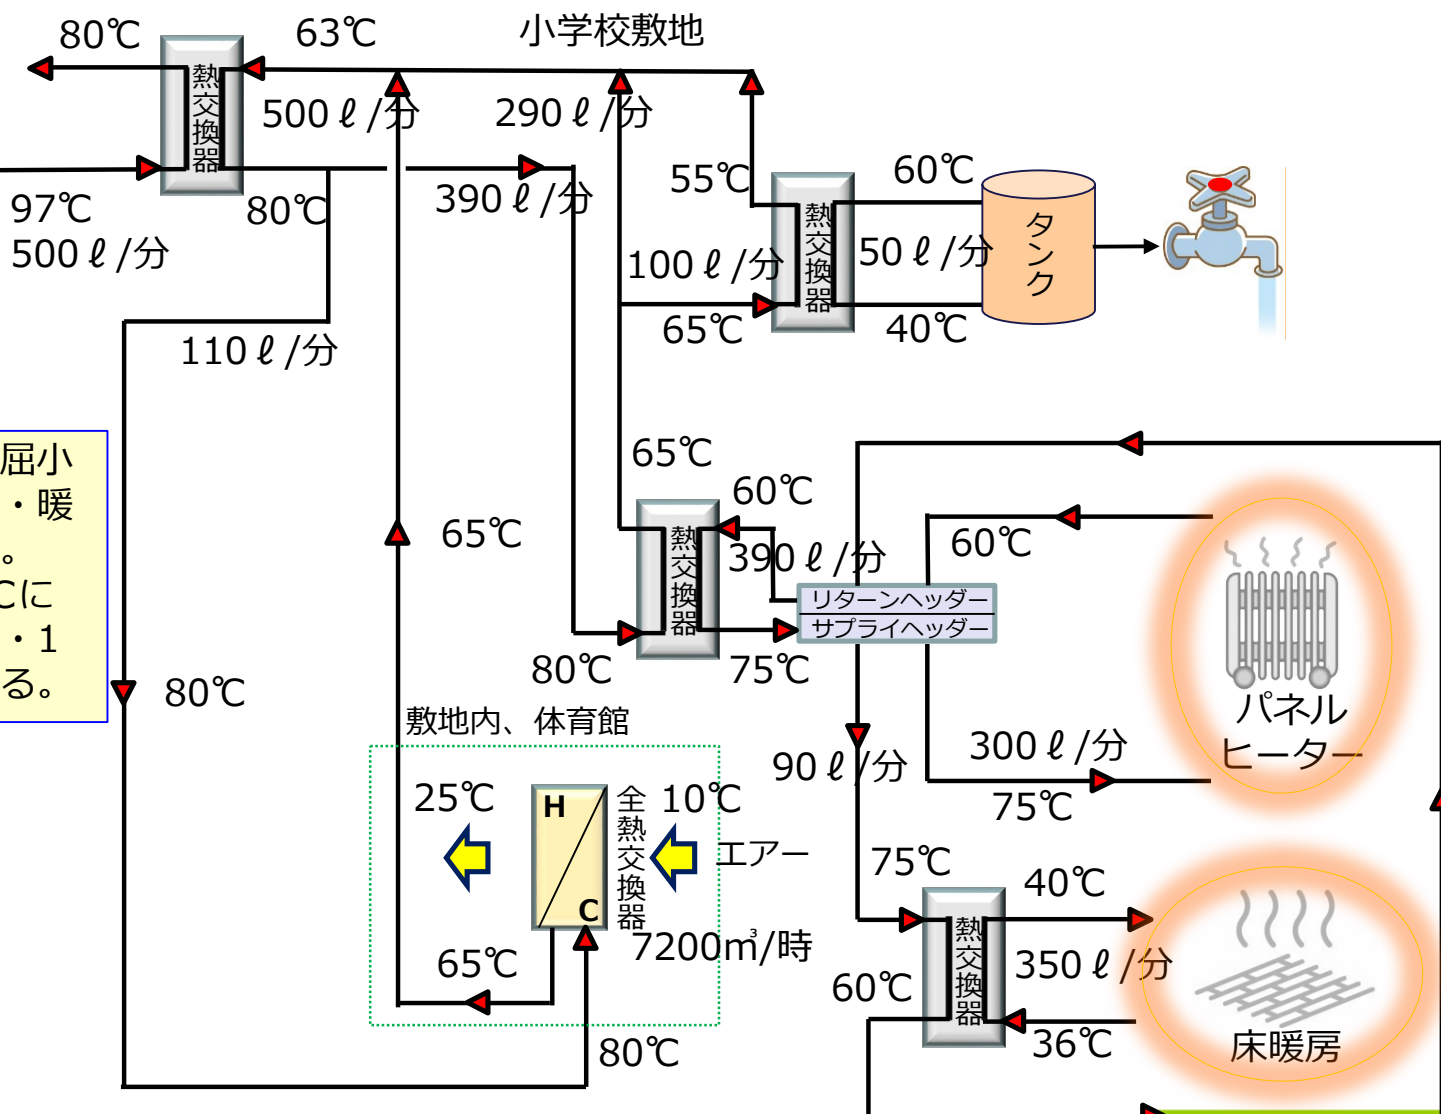 小学校敷地
80℃
63℃
熱交換器
500ℓ/分
290ℓ/分
97℃
500ℓ/分
80℃
390ℓ/分
55℃
60℃
熱交換器
タンク
100ℓ/分
50ℓ/分
65℃
40℃
110ℓ/分
屈小
・暖
。
Cに
・1
る。
65℃
60℃
熱交換器
390ℓ/分
リターンヘッダー
サプライヘッダー
80℃
75℃
65℃
80℃
60℃
パネル
ヒーター
300ℓ/分
75℃
90ℓ/分
敷地内、体育館
25℃
H
C
全熱交換器
10℃
エアー
7200㎥/時
65℃
80℃
75℃
40℃
熱交換器
350ℓ/分
60℃
36℃
床暖房